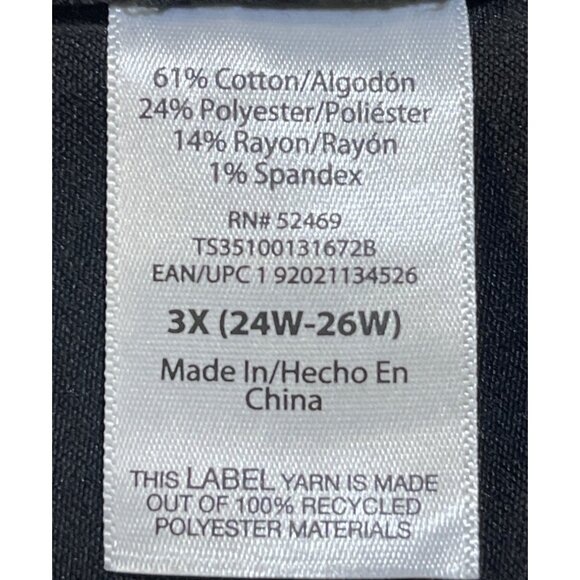 61% Cotton/Algodón
24% Polyester/Poliéster
14% Rayon/Rayón
1% Spandex
RN# 52469
TS35100131672B
EAN/UPC 1 92021134526
3X (24W-26W)
Made In/Hecho En
China
THIS LABEL YARN IS MADE
OUT OF 100% RECYCLED
POLYESTER MATERIALS